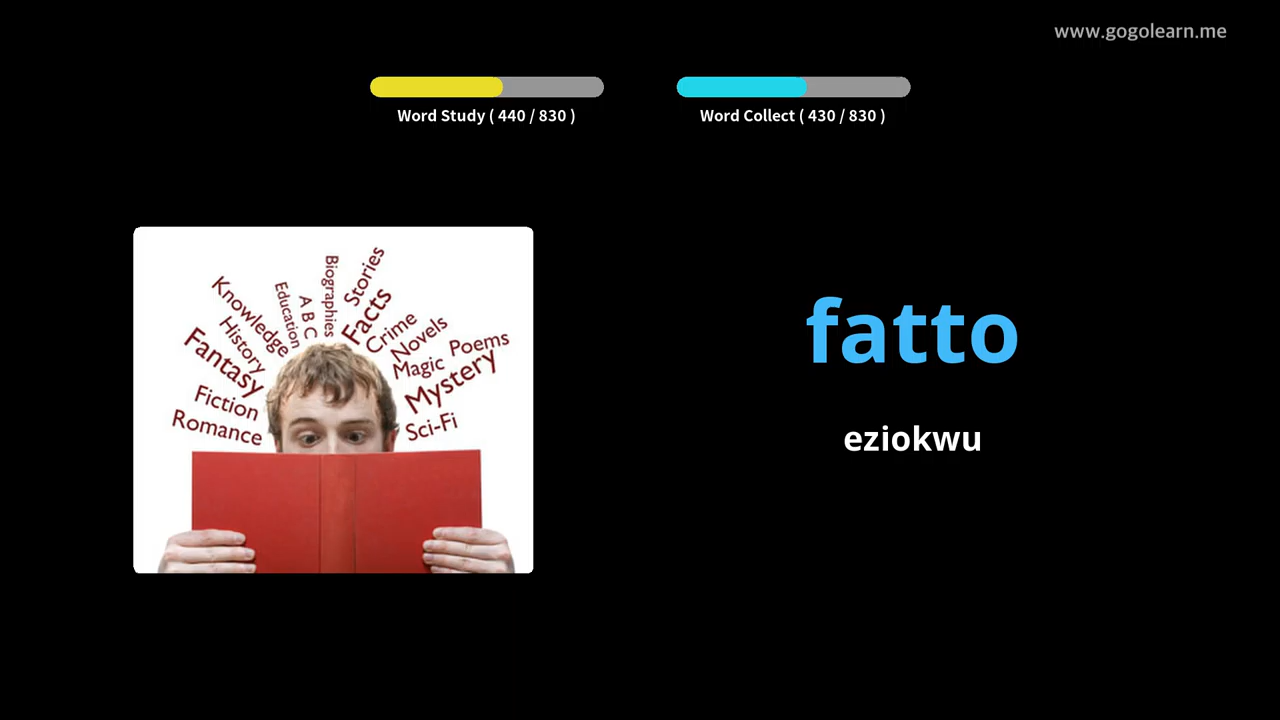 www.gogolearn.me
Word Study ( 440 / 830 )
Word Collect ( 430 / 830 )
Biographies
Stories
Education
A B C
Facts
Knowledge
Crime
History
Novels
Poems
Fantasy
Magic
Mystery
Fiction
Romance
Sci-Fi
fatto
eziokwu